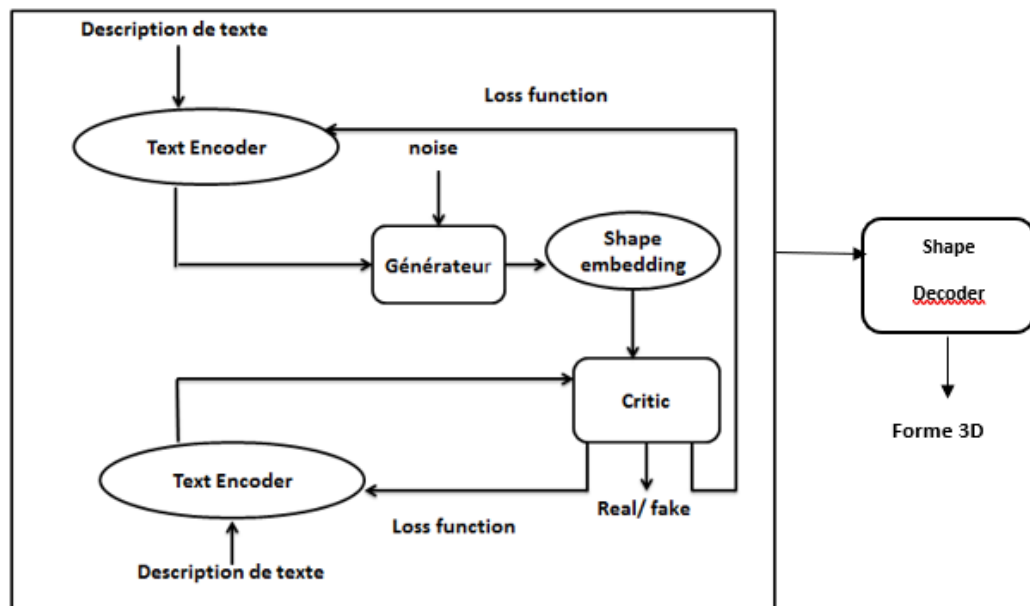 Description de texte
Loss function
Text Encoder
noise
Générateur
Shape
embedding
Shape
Decoder
Critic
Forme 3D
Text Encoder
Real/ fake
Loss function
Description de texte